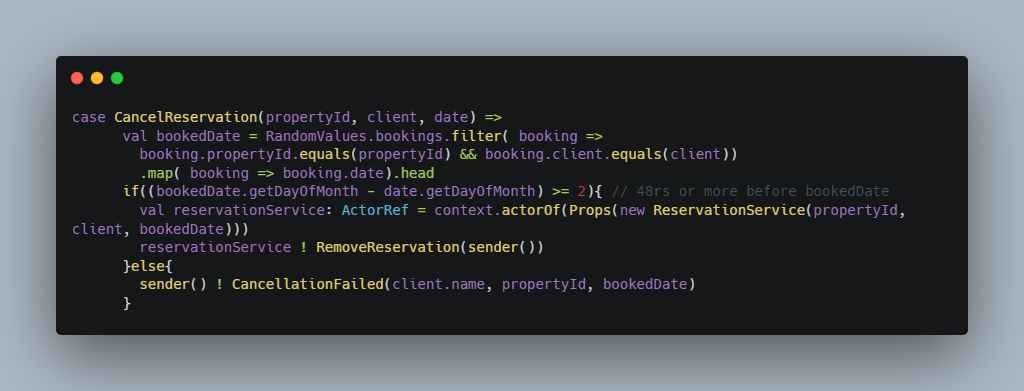 case CancelReservation(propertyId, client, date) =>
      val bookedDate = RandomValues.bookings.filter( booking =>
        booking.propertyId.equals(propertyId) && booking.client.equals(client))
        .map( booking => booking.date).head
      if((bookedDate.getDayOfMonth - date.getDayOfMonth) >= 2){ // 48rs or more before bookedDate
        val reservationService: ActorRef = context.actorOf(Props(new ReservationService(propertyId,
client, bookedDate)))
        reservationService ! RemoveReservation(sender())
      }else{
        sender() ! CancellationFailed(client.name, propertyId, bookedDate)
      }